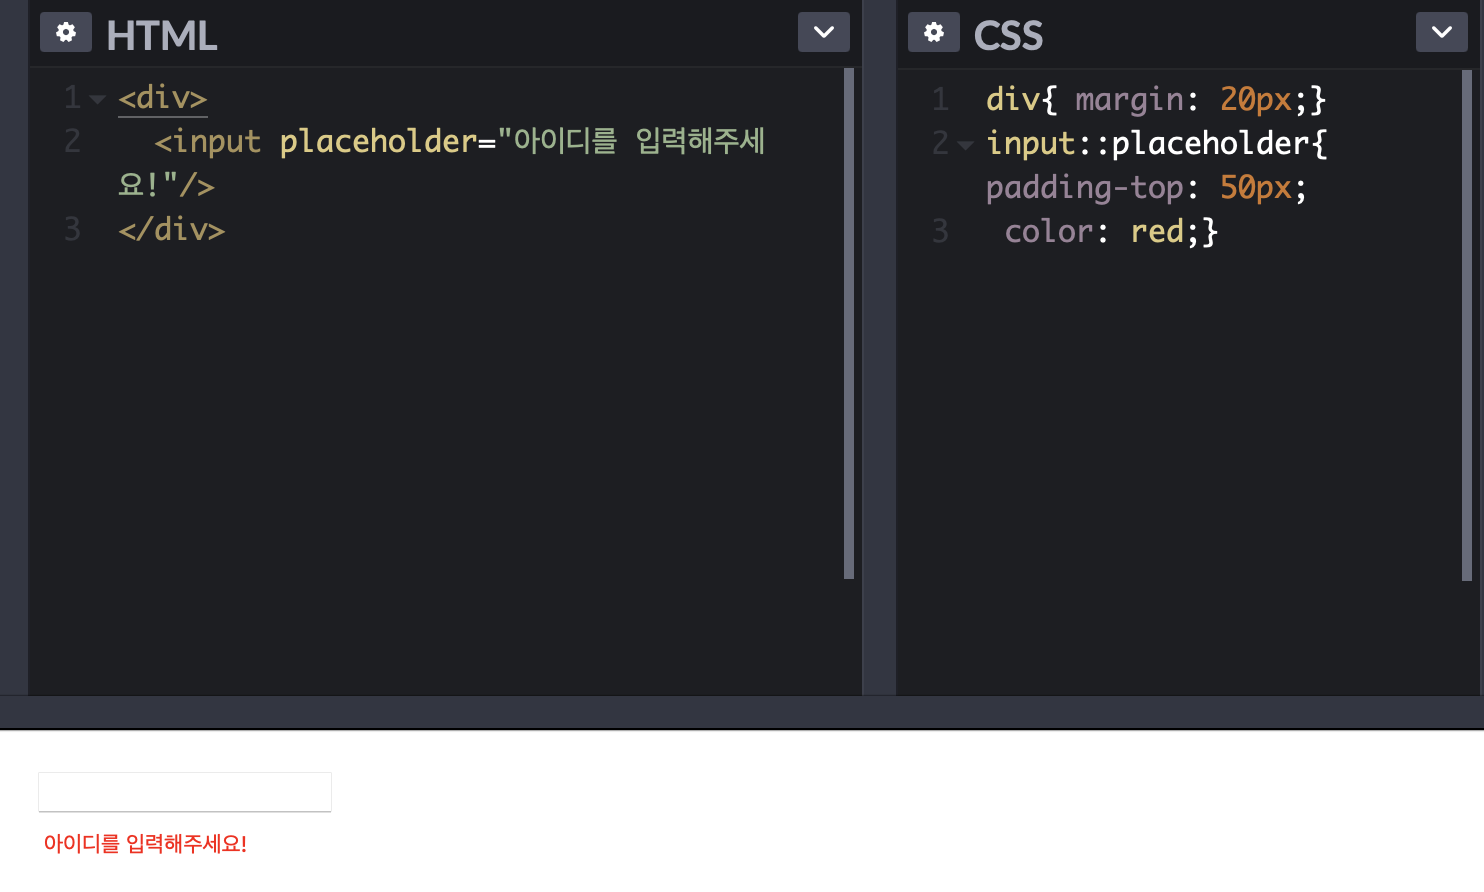 HTML
1 <div>
2   <input placeholder="아이디를 입력해주세
요!"/>
3 </div>
CSS
1 div{ margin: 20px;}
2 input::placeholder{
padding-top: 50px;
3  color: red;}
아이디를 입력해주세요!